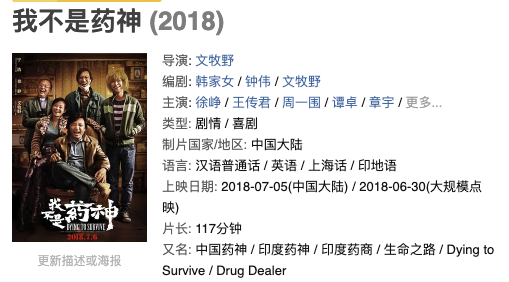 我不是药神 (2018)
导演: 文牧野
编剧: 韩家女 / 钟伟 / 文牧野
主演: 徐峥 / 王传君 / 周一围 / 谭卓 / 章宇 / 更多...
类型: 剧情 / 喜剧
制片国家/地区: 中国大陆
语言: 汉语普通话 / 英语 / 上海话 / 印地语
上映日期: 2018-07-05(中国大陆) / 2018-06-30(大规模点
映)
片长: 117分钟
又名: 中国药神 / 印度药神 / 印度药商 / 生命之路 / Dying to
Survive / Drug Dealer
我不是药神
DYING TO SURVIVE
2018.7.6
更新描述或海报